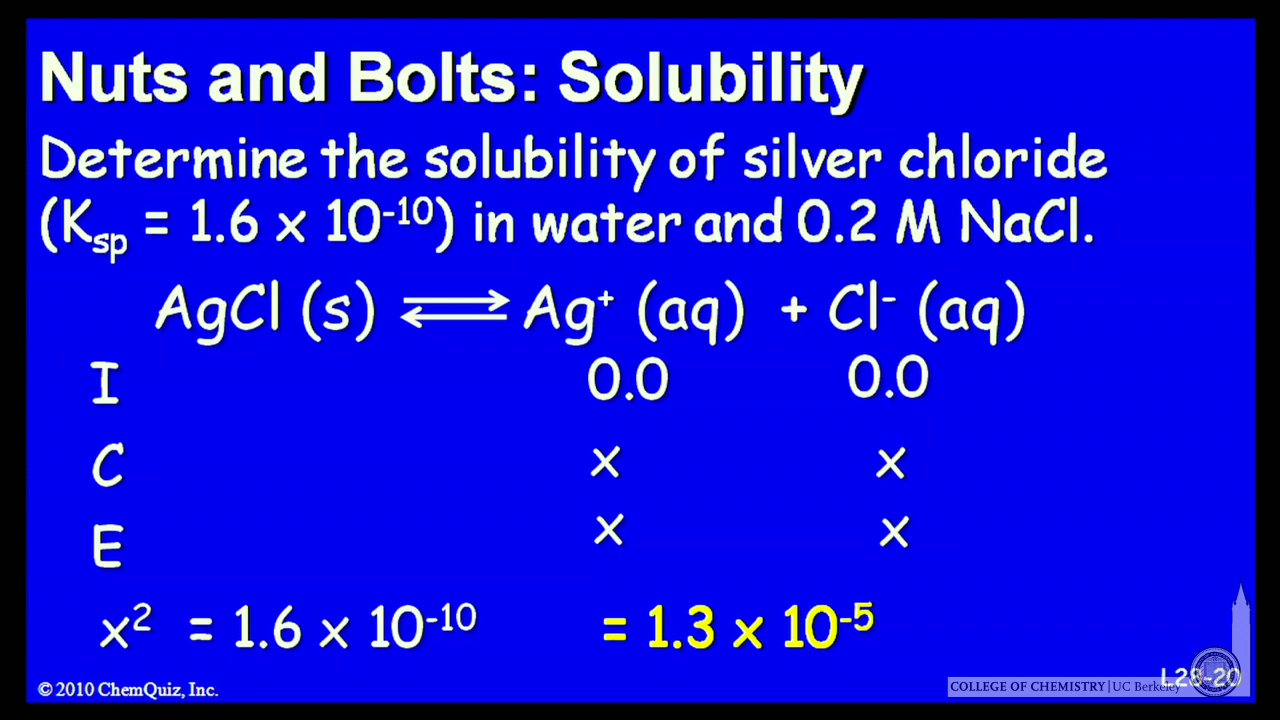 Nuts and Bolts: Solubility
Determine the solubility of silver chloride
(Ksp = 1.6 x 10⁻¹⁰) in water and 0.2 M NaCl.
AgCl (s) ⇌ Ag⁺ (aq) + Cl⁻ (aq)
I 0.0 0.0
C x x
E x x
x² = 1.6 x 10⁻¹⁰ = 1.3 x 10⁻⁵
© 2010 ChemQuiz, Inc.
COLLEGE OF CHEMISTRY | UC Berkeley